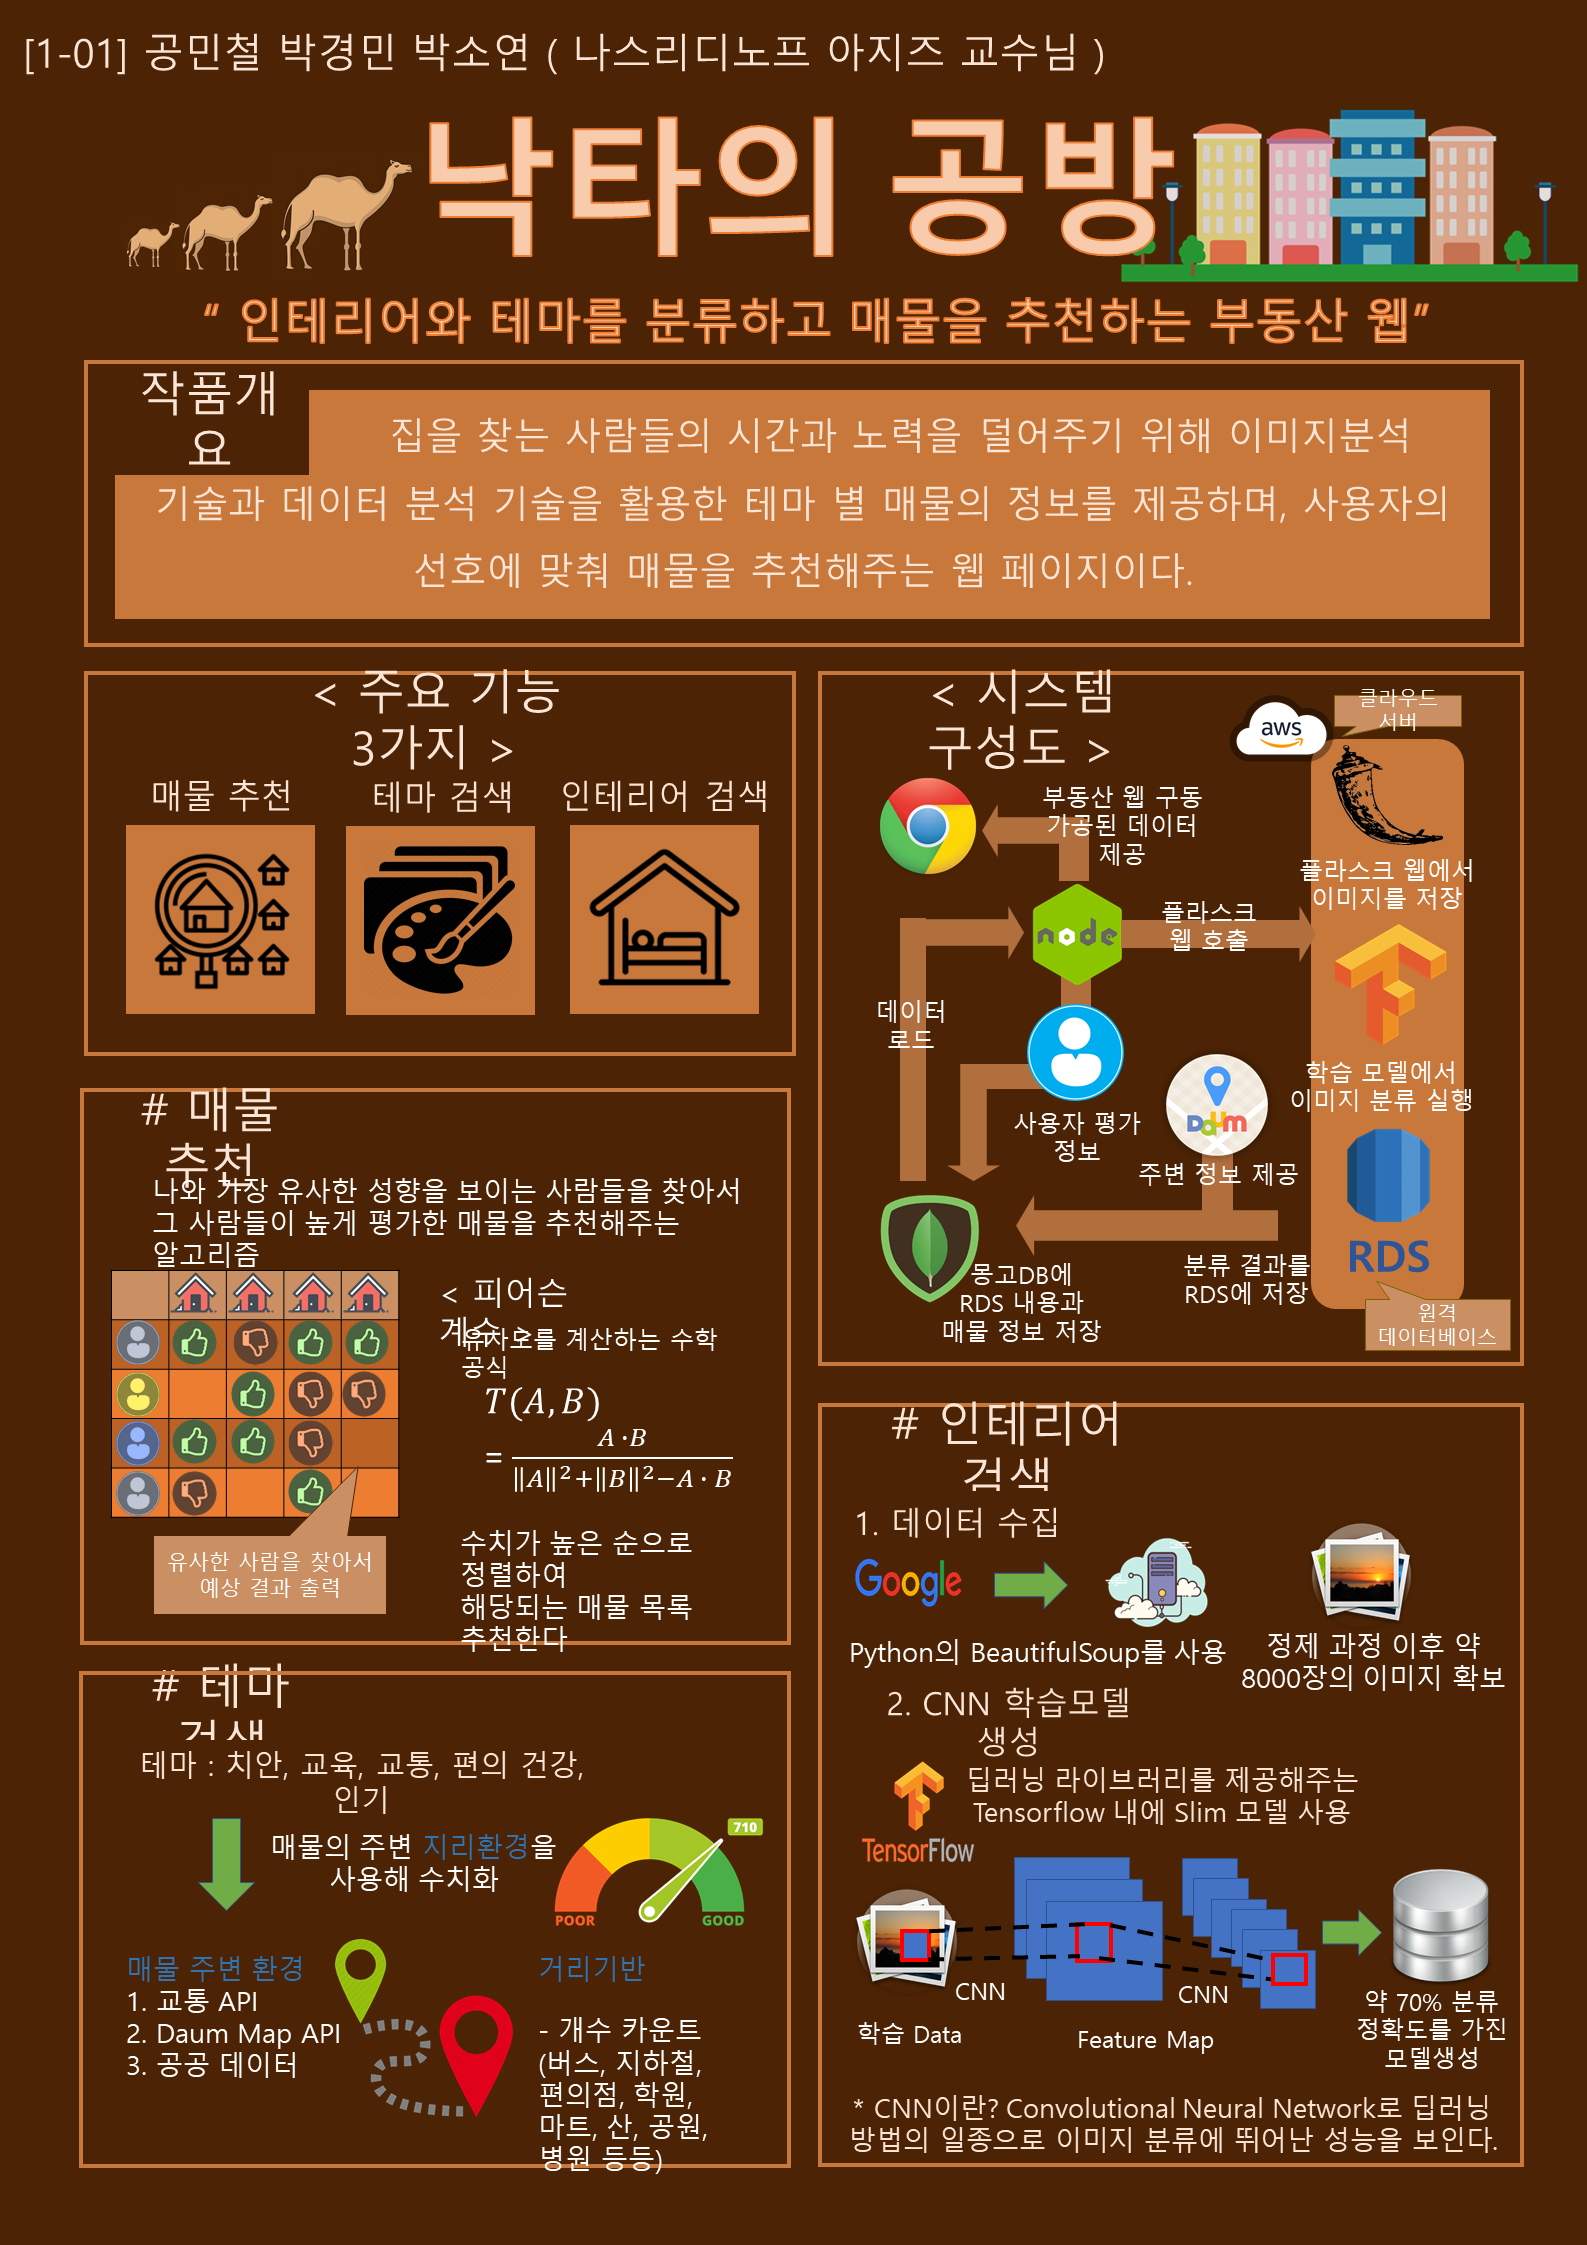 [1-01] 공민철 박경민 박소연 ( 나스리디노프 아지즈 교수님 )
낙타의 공방
“ 인테리어와 테마를 분류하고 매물을 추천하는 부동산 웹”
작품개
요
집을 찾는 사람들의 시간과 노력을 덜어주기 위해 이미지분석
기술과 데이터 분석 기술을 활용한 테마 별 매물의 정보를 제공하며, 사용자의
선호에 맞춰 매물을 추천해주는 웹 페이지이다.
< 주요 기능
3가지 >
매물 추천
테마 검색
인테리어 검색
# 매물
추천
나와 가장 유사한 성향을 보이는 사람들을 찾아서
그 사람들이 높게 평가한 매물을 추천해주는
알고리즘
< 피어슨
계수 >
유사도를 계산하는 수학
공식
T(A,B)
= A·B / ‖A‖²+‖B‖²−A·B
유사한 사람을 찾아서
예상 결과 출력
수치가 높은 순으로
정렬하여
해당되는 매물 목록
추천한다
# 테마
검색
테마 : 치안, 교육, 교통, 편의 건강,
인기
매물의 주변 지리환경을
사용해 수치화
710
POOR
GOOD
매물 주변 환경
1. 교통 API
2. Daum Map API
3. 공공 데이터
거리기반
- 개수 카운트
(버스, 지하철,
편의점, 학원,
마트, 산, 공원,
병원 등등)
< 시스템
구성도 >
aws
클라우드
서버
부동산 웹 구동
가공된 데이터
제공
플라스크 웹에서
이미지를 저장
node
플라스크
웹 호출
데이터
로드
학습 모델에서
이미지 분류 실행
사용자 평가
정보
Daum
주변 정보 제공
RDS
분류 결과를
RDS에 저장
몽고DB에
RDS 내용과
매물 정보 저장
원격
데이터베이스
# 인테리어
검색
1. 데이터 수집
Google
Python의 BeautifulSoup를 사용
정제 과정 이후 약
8000장의 이미지 확보
2. CNN 학습모델
생성
딥러닝 라이브러리를 제공해주는
Tensorflow 내에 Slim 모델 사용
TensorFlow
CNN
CNN
학습 Data
Feature Map
약 70% 분류
정확도를 가진
모델생성
* CNN이란? Convolutional Neural Network로 딥러닝
방법의 일종으로 이미지 분류에 뛰어난 성능을 보인다.